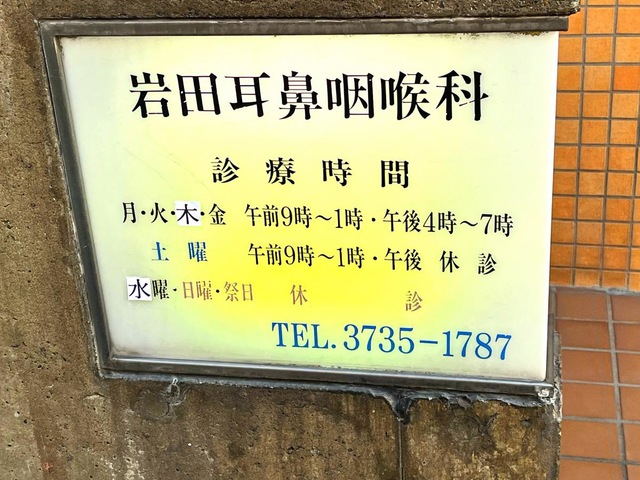 岩田耳鼻咽喉科
診療時間
月・火・木・金 午前9時〜1時・午後4時〜7時
土曜 午前9時〜1時・午後 休診
水曜・日曜・祭日 休診
TEL.3735-1787